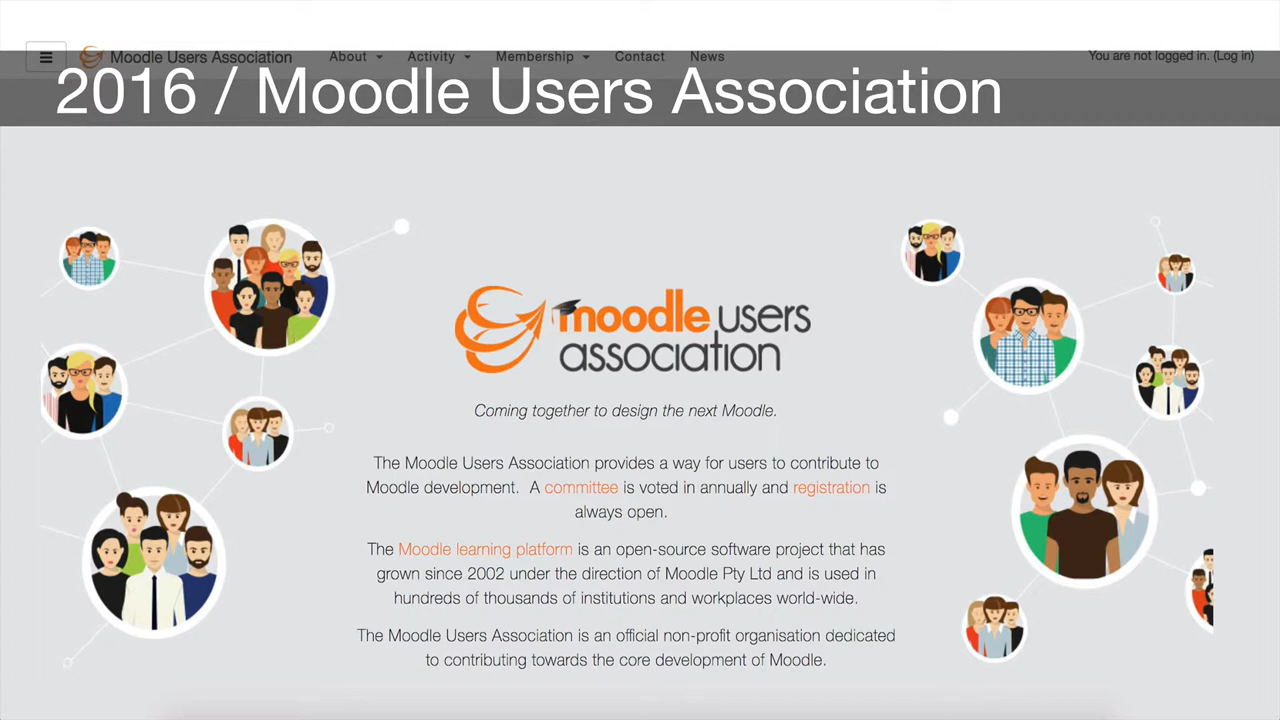 Moodle Users Association About Activity Membership Contact News You are not logged in. (Log in)
2016 / Moodle Users Association
moodle users
association
Coming together to design the next Moodle.
The Moodle Users Association provides a way for users to contribute to
Moodle development. A committee is voted in annually and registration is
always open.
The Moodle learning platform is an open-source software project that has
grown since 2002 under the direction of Moodle Pty Ltd and is used in
hundreds of thousands of institutions and workplaces world-wide.
The Moodle Users Association is an official non-profit organisation dedicated
to contributing towards the core development of Moodle.